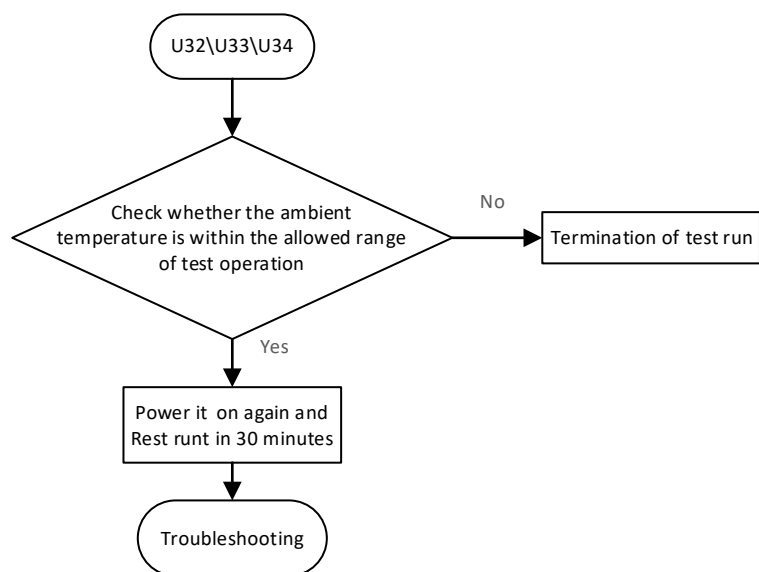 U32\U33\U34
Check whether the ambient
temperature is within the allowed range
of test operation
No
Termination of test run
Yes
Power it on again and
Rest runt in 30 minutes
Troubleshooting